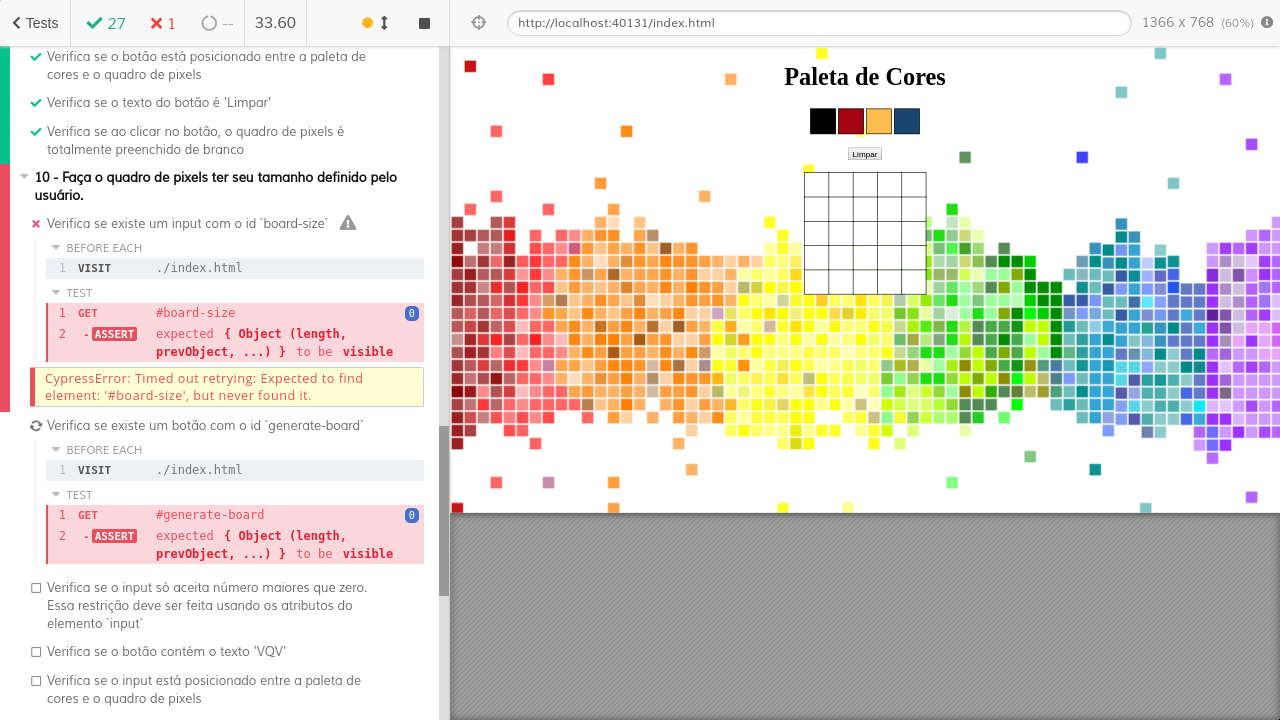 Tests
27
1
--
33.60
http://localhost:40131/index.html
1366 x 768 (60%)
Verifica se o botão está posicionado entre a paleta de
cores e o quadro de pixels
Verifica se o texto do botão é 'Limpar'
Verifica se ao clicar no botão, o quadro de pixels é
totalmente preenchido de branco
10 - Faça o quadro de pixels ter seu tamanho definido pelo
usuário.
Verifica se existe um input com o id `board-size`
BEFORE EACH
1 VISIT ./index.html
TEST
1 GET #board-size 0
2 -ASSERT expected { Object (length,
prevObject, ...) } to be visible
CypressError: Timed out retrying: Expected to find
element: '#board-size', but never found it.
Verifica se existe um botão com o id `generate-board`
BEFORE EACH
1 VISIT ./index.html
TEST
1 GET #generate-board 0
2 -ASSERT expected { Object (length,
prevObject, ...) } to be visible
Verifica se o input só aceita número maiores que zero.
Essa restrição deve ser feita usando os atributos do
elemento `input`
Verifica se o botão contém o texto 'VQV'
Verifica se o input está posicionado entre a paleta de
cores e o quadro de pixels
Paleta de Cores
Limpar